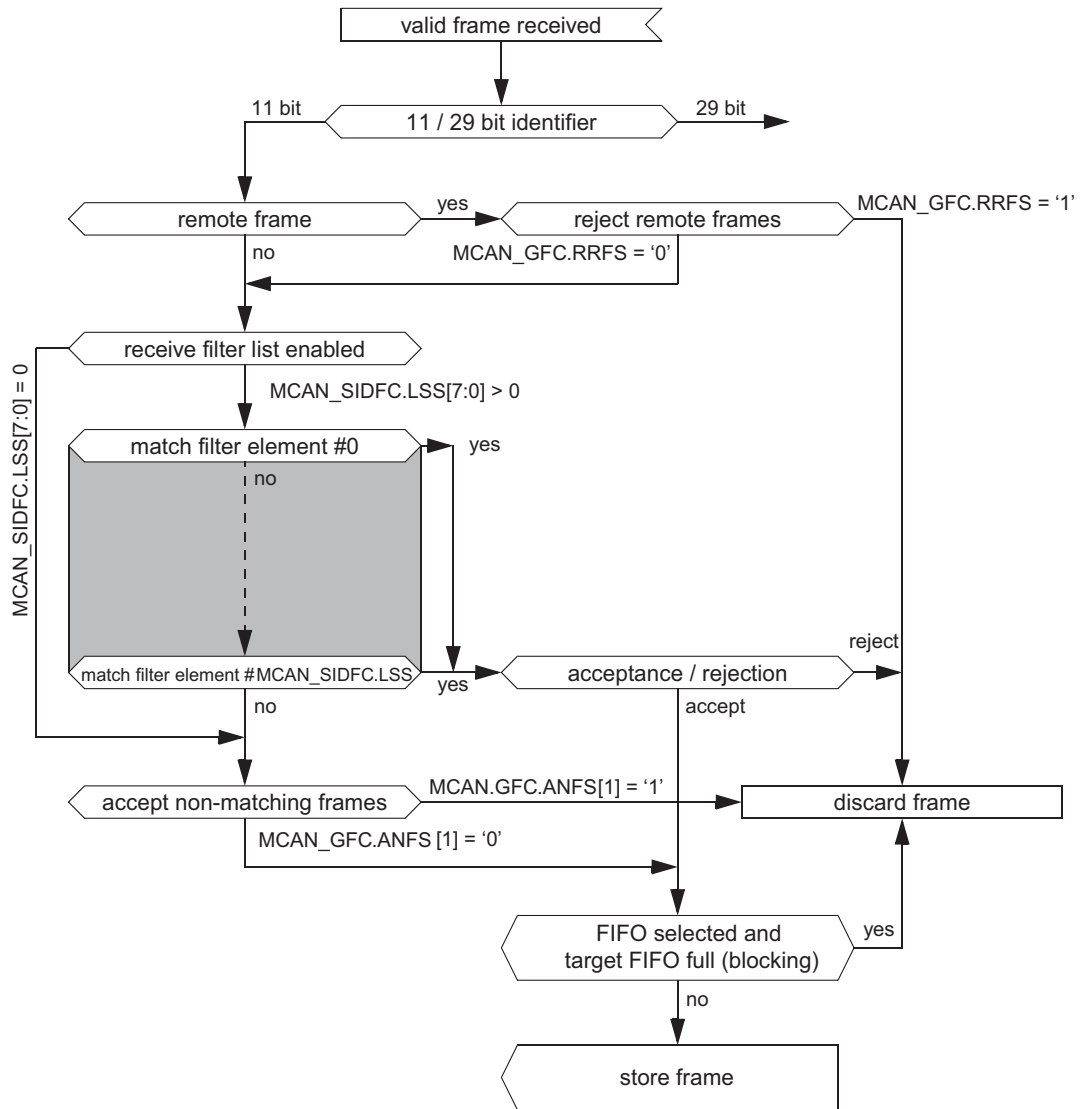 valid frame received
11 bit
11 / 29 bit identifier
29 bit
remote frame
yes
reject remote frames
MCAN_GFC.RRFS = ‘1’
no
MCAN_GFC.RRFS = ‘0’
receive filter list enabled
MCAN_SIDFC.LSS[7:0] = 0
MCAN_SIDFC.LSS[7:0] > 0
match filter element #0
yes
no
match filter element #MCAN_SIDFC.LSS
yes
acceptance / rejection
reject
no
accept
accept non-matching frames
MCAN.GFC.ANFS[1] = ‘1’
discard frame
MCAN_GFC.ANFS [1] = ‘0’
FIFO selected and
target FIFO full (blocking)
yes
no
store frame